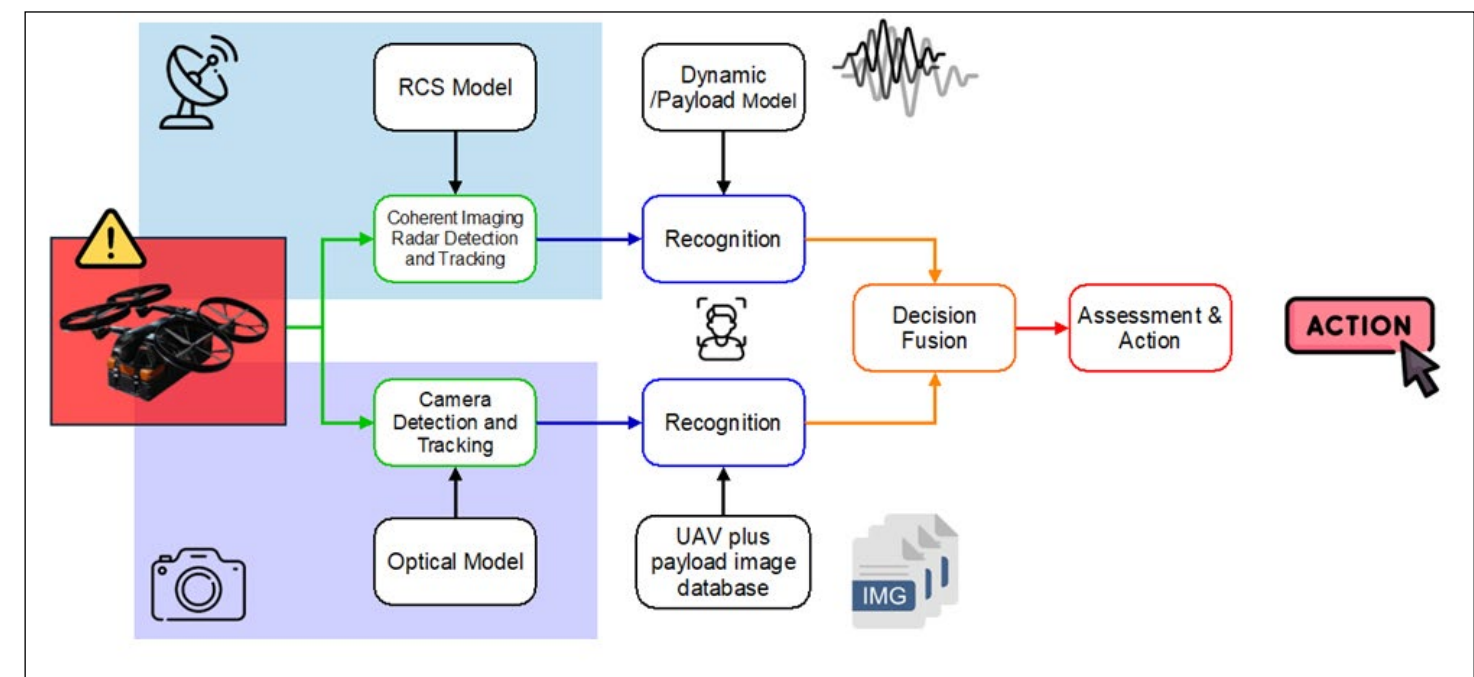 RCS Model
Dynamic
/Payload Model
Coherent Imaging
Radar Detection
and Tracking
Recognition
Decision
Fusion
Assessment &
Action
ACTION
Camera
Detection and
Tracking
Recognition
Optical Model
UAV plus
payload image
database
IMG